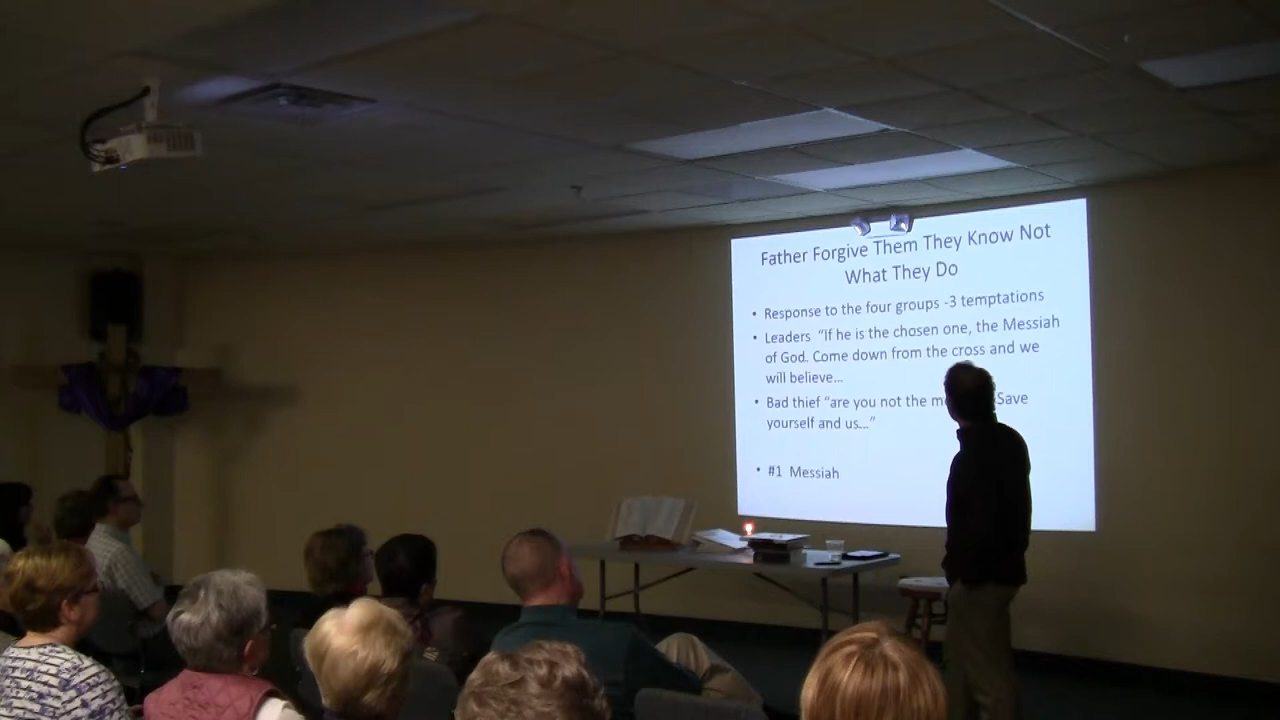 Father Forgive Them They Know Not
What They Do
• Response to the four groups -3 temptations
• Leaders "If he is the chosen one, the Messiah
of God. Come down from the cross and we
will believe...
• Bad thief "are you not the Save
yourself and us..."
• #1 Messiah